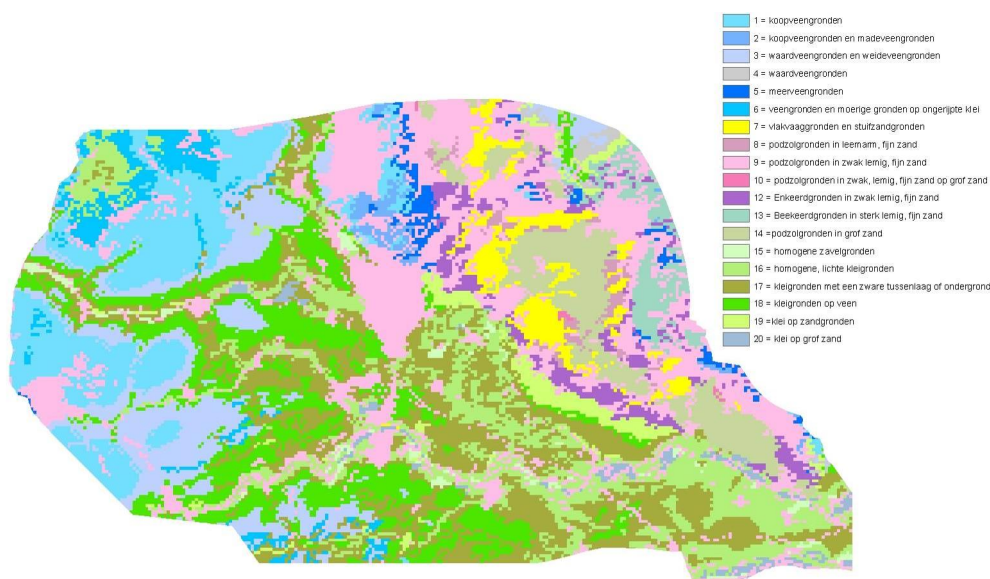 1 = koopveengronden
2 = koopveengronden en madeveengronden
3 = waardveengronden en weideveengronden
4 = waardveengronden
5 = meerveengronden
6 = veengronden en moerige gronden op ongerijpte klei
7 = vlakvaaggronden en stuifzandgronden
8 = podzolgronden in leemarm, fijn zand
9 = podzolgronden in zwak lemig, fijn zand
10 = podzolgronden in zwak, lemig, fijn zand op grof zand
12 = Enkeerdgronden in zwak lemig, fijn zand
13 = Beekeerdgronden in sterk lemig, fijn zand
14 =podzolgronden in grof zand
15 = homogene zavelgronden
16 = homogene, lichte kleigronden
17 = kleigronden met een zware tussenlaag of ondergrond
18 = kleigronden op veen
19 =klei op zandgronden
20 = klei op grof zand